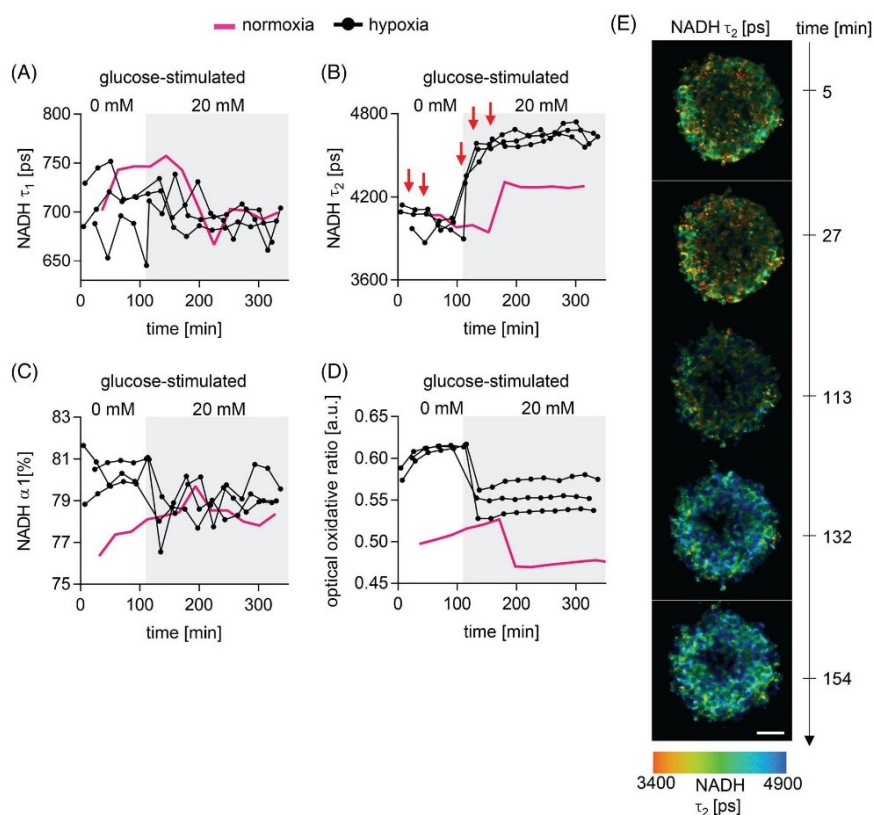 normoxia hypoxia
(A)
glucose-stimulated
0 mM 20 mM
NADH τ1 [ps]
800
750
700
650
0 100 200 300
time [min]
(B)
glucose-stimulated
0 mM 20 mM
NADH τ2 [ps]
4800
4200
3600
0 100 200 300
time [min]
(C)
glucose-stimulated
0 mM 20 mM
NADH α1[%]
83
81
79
77
75
0 100 200 300
time [min]
(D)
glucose-stimulated
0 mM 20 mM
optical oxidative ratio [a.u.]
0.65
0.60
0.55
0.50
0.45
0 100 200 300
time [min]
(E)
NADH τ2 [ps] time [min]
5
27
113
132
154
3400 NADH 4900
τ2 [ps]